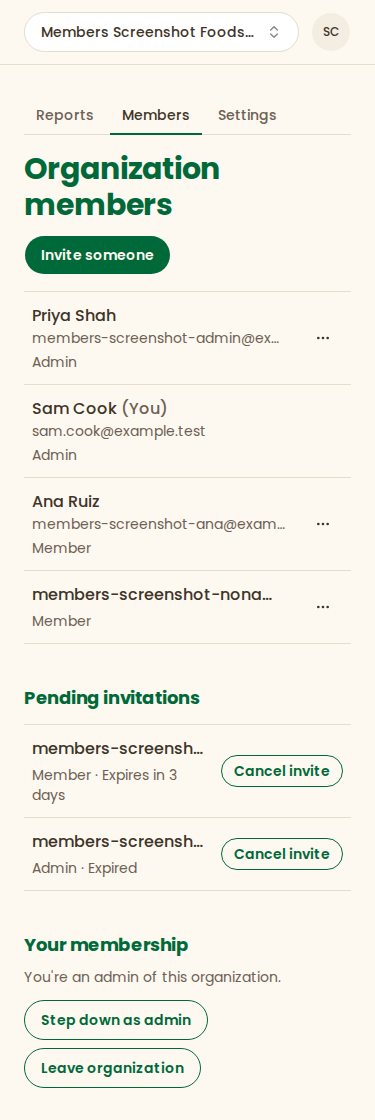 Members Screenshot Foods...
SC
Reports
Members
Settings
Organization
members
Invite someone
Priya Shah
members-screenshot-admin@ex...
Admin
Sam Cook (You)
sam.cook@example.test
Admin
Ana Ruiz
members-screenshot-ana@exam...
Member
members-screenshot-nona...
Member
Pending invitations
members-screensh...
Member · Expires in 3
days
Cancel invite
members-screensh...
Admin · Expired
Cancel invite
Your membership
You're an admin of this organization.
Step down as admin
Leave organization